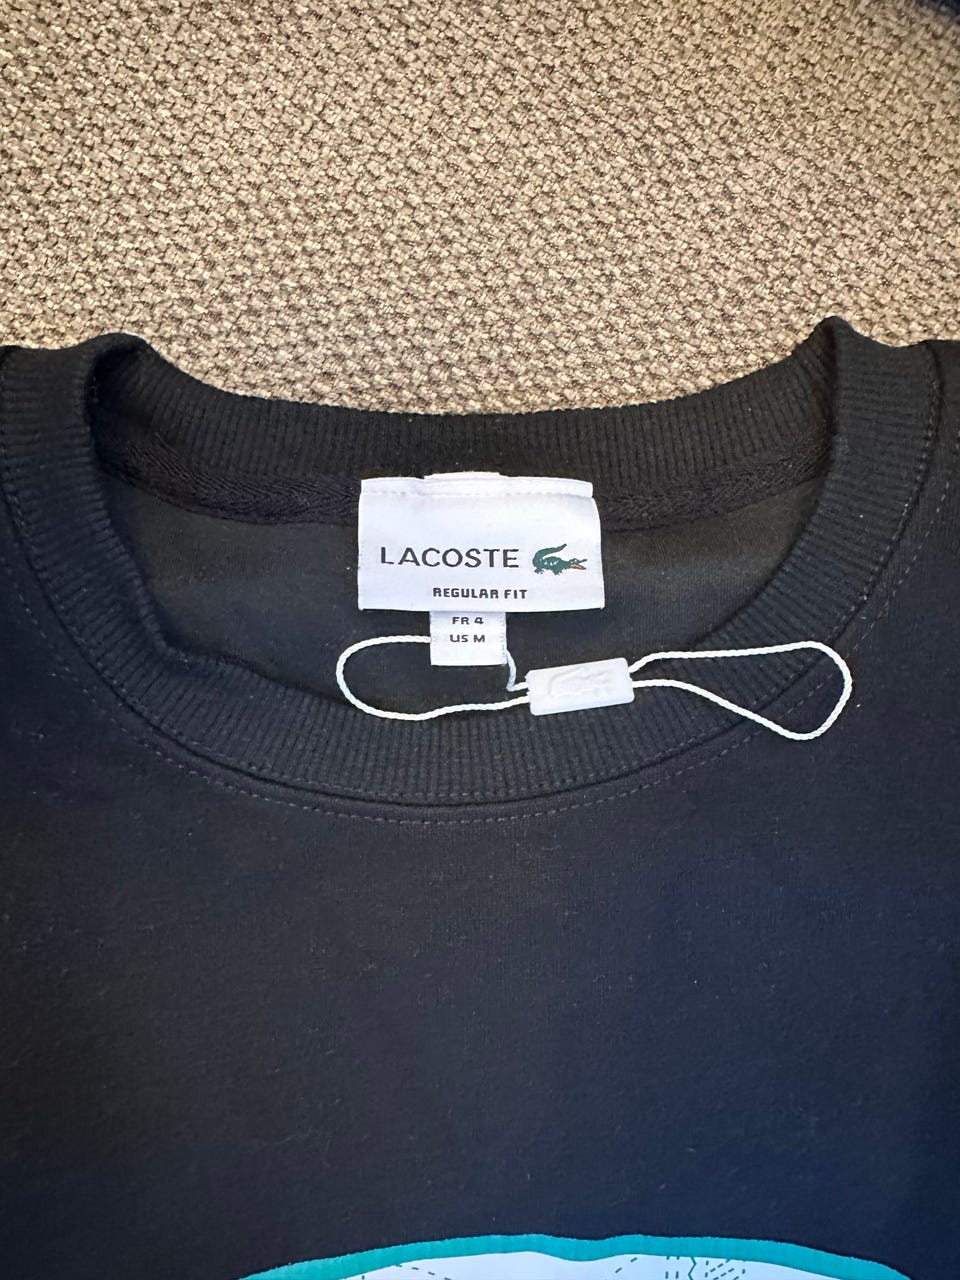 LACOSTE
REGULAR FIT
FR 4
US M